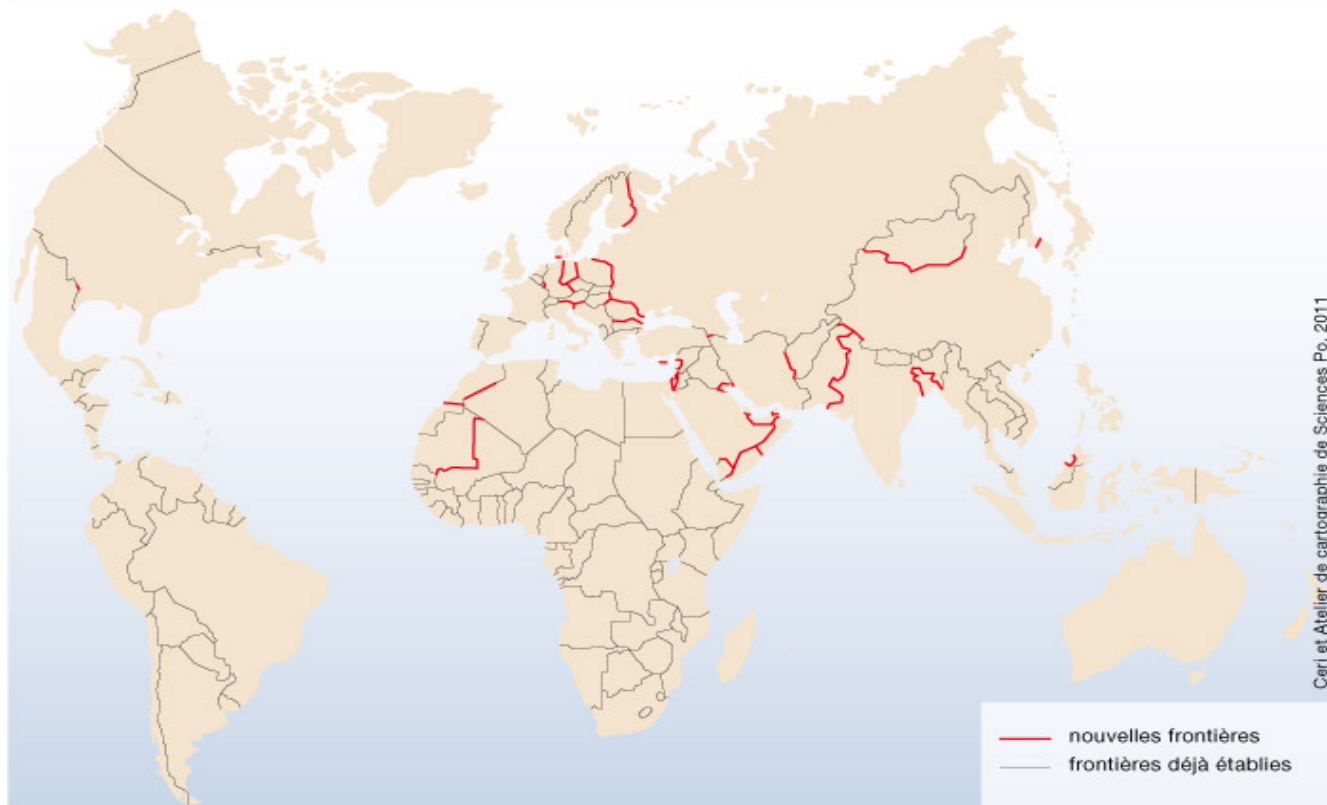 Ceri et Atelier de cartographie de Sciences Po, 2011
nouvelles frontières
frontières déjà établies